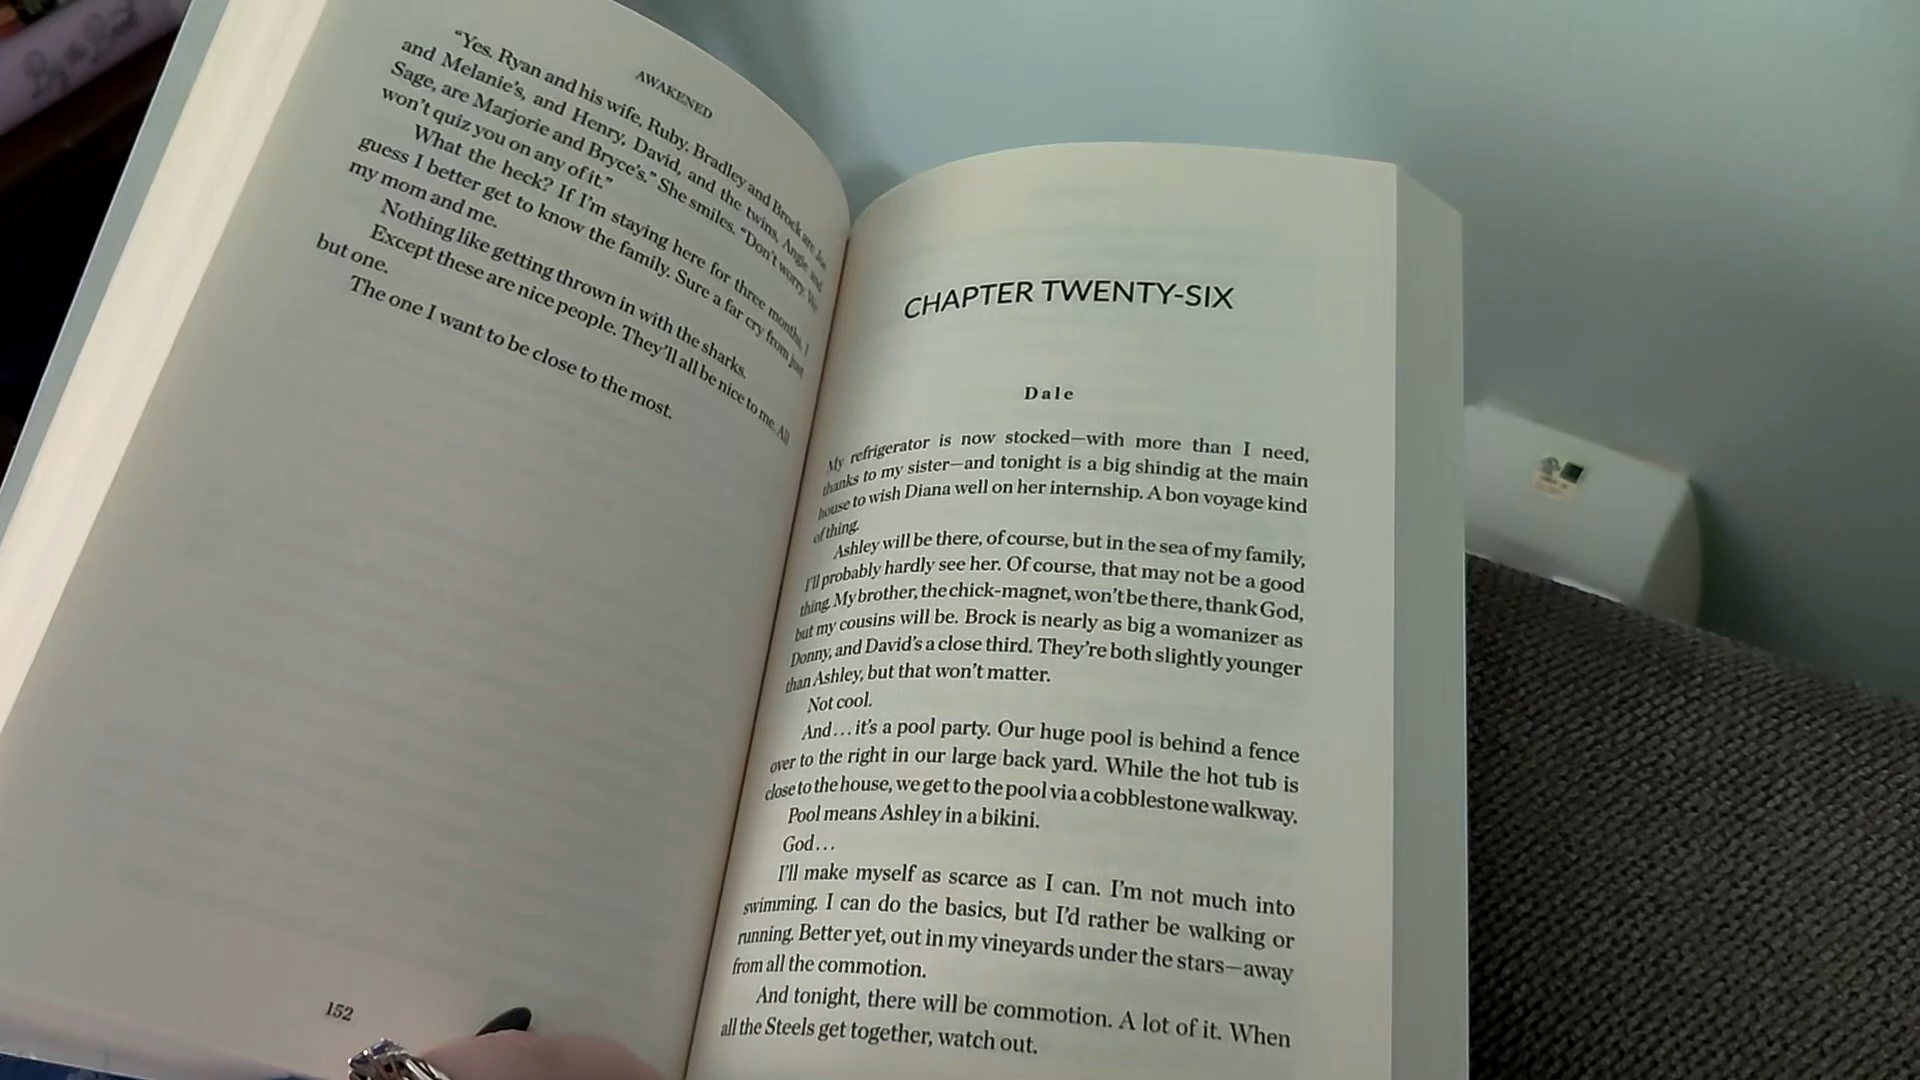 AWAKENED
"Yes. Ryan and his wife, Ruby. Bradley and Brock are Joe
and Melanie's, and Henry, David, and the twins, Angie and
Sage, are Marjorie and Bryce's." She smiles. "Don't worry. We
won't quiz you on any of it."
What the heck? If I'm staying here for three months, I
guess I better get to know the family. Sure a far cry from just
my mom and me.
Nothing like getting thrown in with the sharks.
Except these are nice people. They'll all be nice to me. All
but one.
The one I want to be close to the most.
152
CHAPTER TWENTY-SIX
Dale
My refrigerator is now stocked—with more than I need,
thanks to my sister—and tonight is a big shindig at the main
house to wish Diana well on her internship. A bon voyage kind
of thing.
Ashley will be there, of course, but in the sea of my family,
I'll probably hardly see her. Of course, that may not be a good
thing. My brother, the chick-magnet, won't be there, thank God,
but my cousins will be. Brock is nearly as big a womanizer as
Donny, and David's a close third. They're both slightly younger
than Ashley, but that won't matter.
Not cool.
And…it's a pool party. Our huge pool is behind a fence
over to the right in our large back yard. While the hot tub is
close to the house, we get to the pool via a cobblestone walkway.
Pool means Ashley in a bikini.
God…
I'll make myself as scarce as I can. I'm not much into
swimming. I can do the basics, but I'd rather be walking or
running. Better yet, out in my vineyards under the stars—away
from all the commotion.
And tonight, there will be commotion. A lot of it. When
all the Steels get together, watch out.